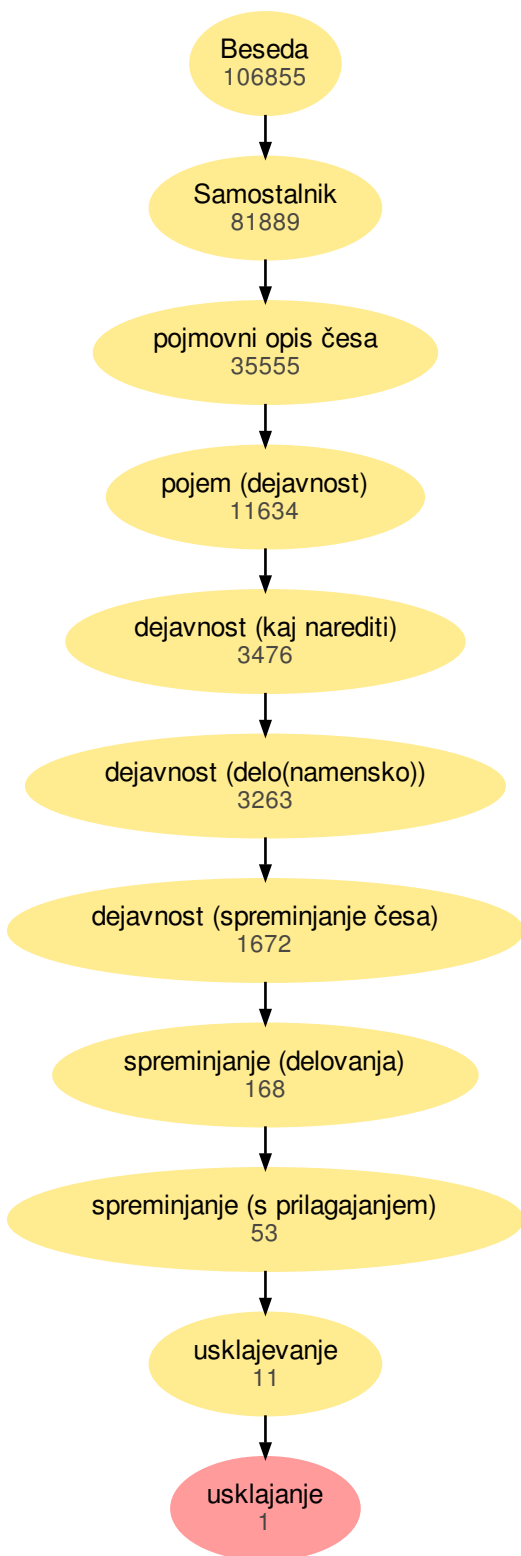 Beseda
106855
Samostalnik
81889
pojmovni opis česa
35555
pojem (dejavnost)
11634
dejavnost (kaj narediti)
3476
dejavnost (delo(namensko))
3263
dejavnost (spreminjanje česa)
1672
spreminjanje (delovanja)
168
spreminjanje (s prilagajanjem)
53
usklajevanje
11
usklajanje
1